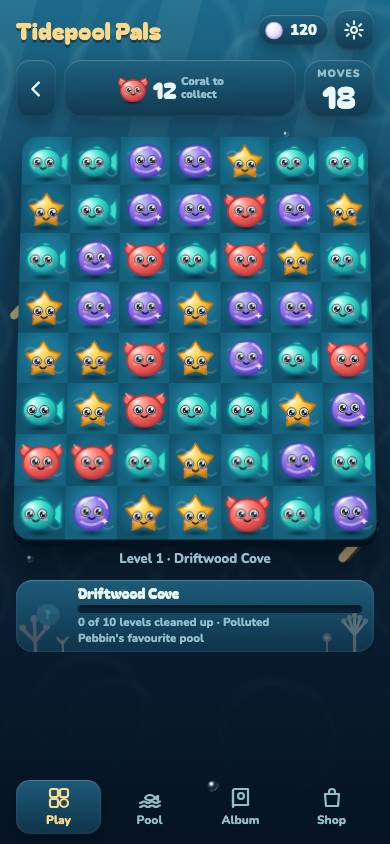 Tidepool Pals
120
12 Coral to
collect
MOVES
18
Level 1 · Driftwood Cove
Driftwood Cove
0 of 10 levels cleaned up · Polluted
Pebbin's favourite pool
Play
Pool
Album
Shop